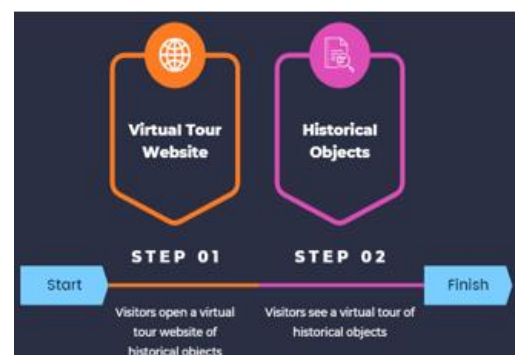 Virtual Tour
Website
Historical
Objects
STEP 01
STEP 02
Start
Finish
Visitors open a virtual
tour website of
historical objects
Visitors see a virtual tour of
historical objects